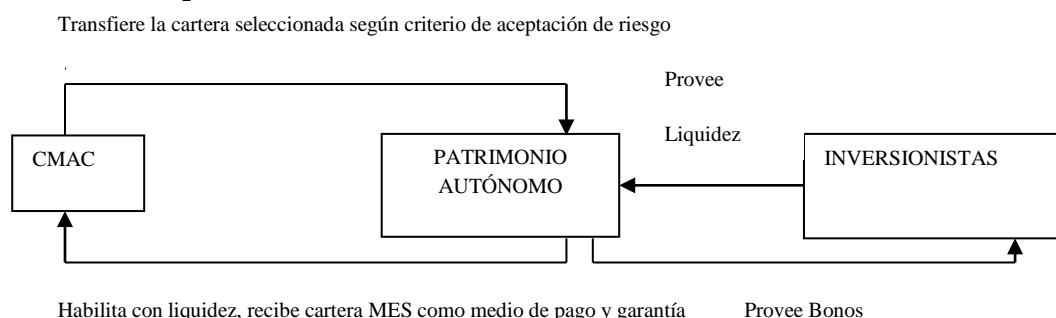 Transfiere la cartera seleccionada según criterio de aceptación de riesgo
Provee
Liquidez
CMAC
PATRIMONIO
AUTÓNOMO
INVERSIONISTAS
Habilita con liquidez, recibe cartera MES como medio de pago y garantía
Provee Bonos